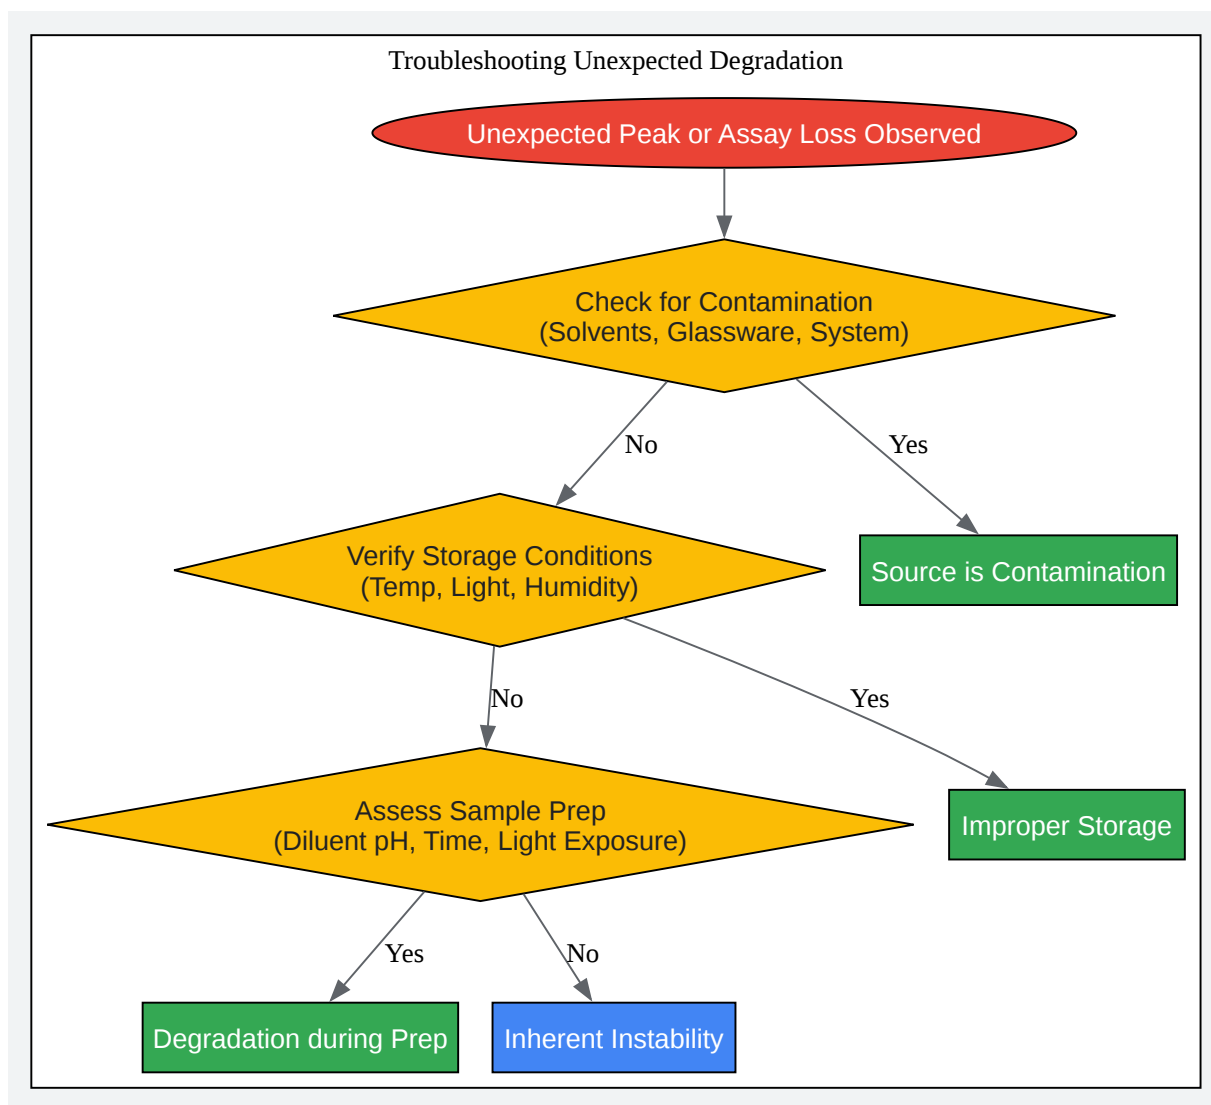 Troubleshooting Unexpected Degradation
Unexpected Peak or Assay Loss Observed
Check for Contamination
(Solvents, Glassware, System)
No
Yes
Verify Storage Conditions
(Temp, Light, Humidity)
Source is Contamination
No
Yes
Assess Sample Prep
(Diluent pH, Time, Light Exposure)
Improper Storage
Yes
No
Degradation during Prep
Inherent Instability